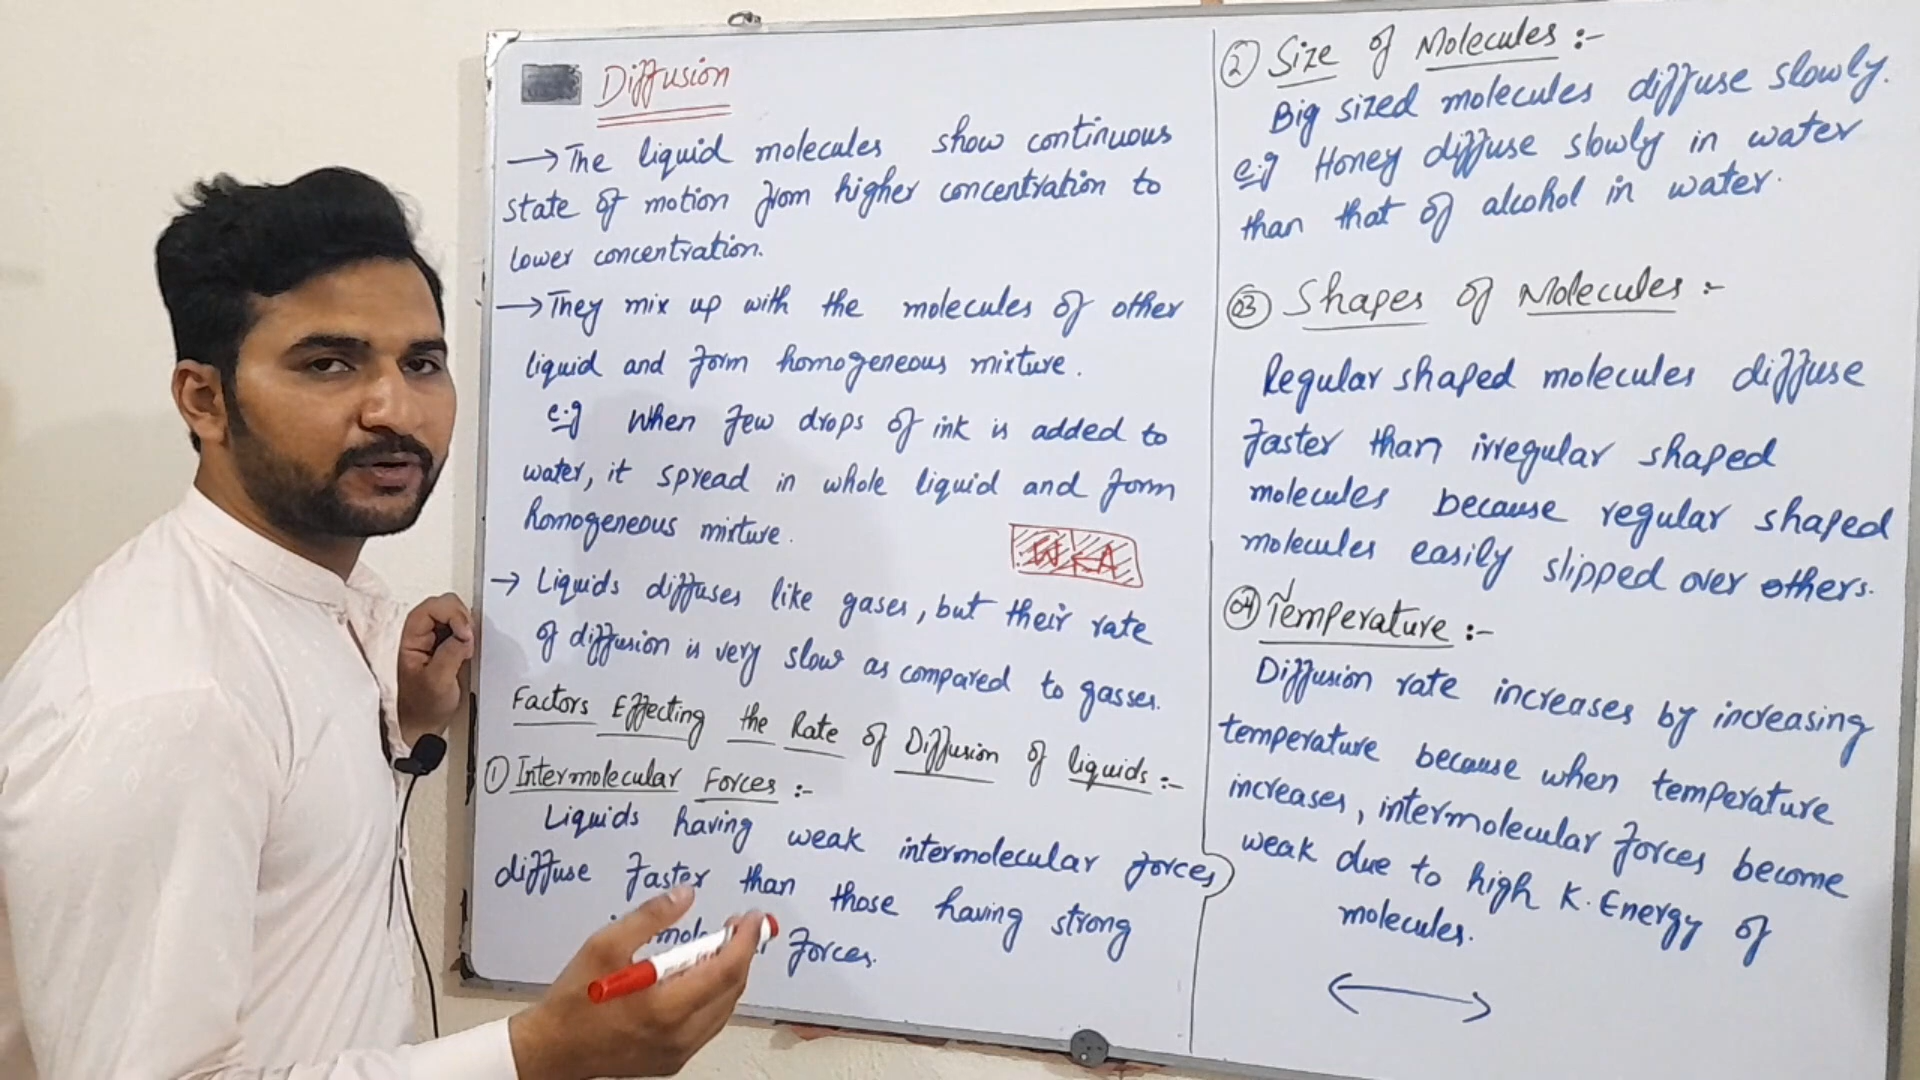 Diffusion
→ The liquid molecules show continuous
state of motion from higher concentration to
lower concentration.
→ They mix up with the molecules of other
liquid and form homogeneous mixture.
e.g When few drops of ink is added to
water, it spread in whole liquid and form
homogeneous mixture.
W A
→ Liquids diffuses like gases, but their rate
of diffusion is very slow as compared to gasses.
Factors Effecting the Rate of Diffusion of liquids :-
① Intermolecular Forces :-
Liquids having weak intermolecular forces
diffuse faster than those having strong
forces.
② Size of Molecules :-
Big sized molecules diffuse slowly.
e.g Honey diffuse slowly in water
than that of alcohol in water.
03 Shapes of Molecules :-
Regular shaped molecules diffuse
faster than irregular shaped
molecules because regular shaped
molecules easily slipped over others.
04 Temperature :-
Diffusion rate increases by increasing
temperature because when temperature
increases, intermolecular forces become
weak due to high K.Energy of
molecules.